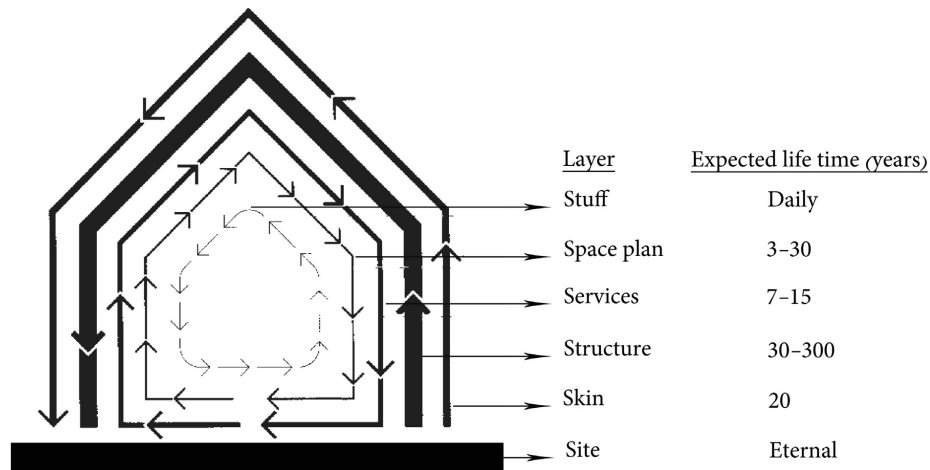 Layer Expected life time (years)
Stuff Daily
Space plan 3–30
Services 7–15
Structure 30–300
Skin 20
Site Eternal